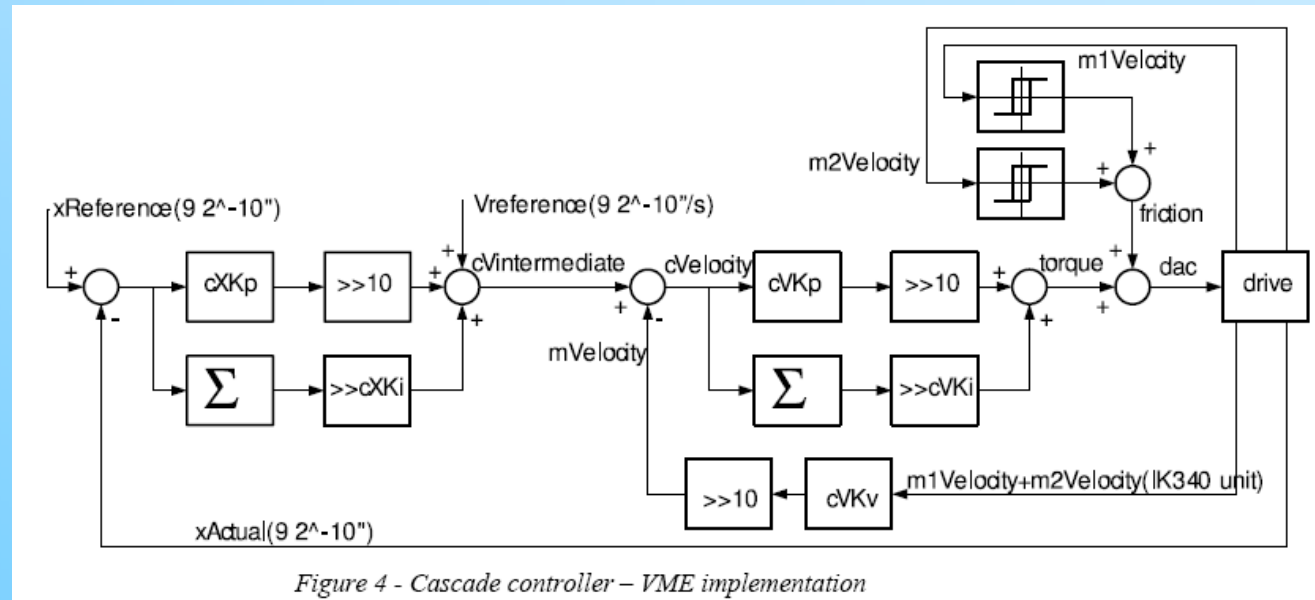 m1Velocity
m2Velocity
xReference(9 2^-10")
Vreference(9 2^-10"/s)
+
+
friction
+
cXKp
>>10
+
+
cVintermediate
+
-
cVelocity
cVKp
>>10
+
torque
+
+
dac
drive
+
-
mVelocity
Σ
>>cXKi
+
Σ
>>cVKi
+
>>10
cVKv
m1Velocity+m2Velocity(IK340 unit)
xActual(9 2^-10")
Figure 4 - Cascade controller – VME implementation